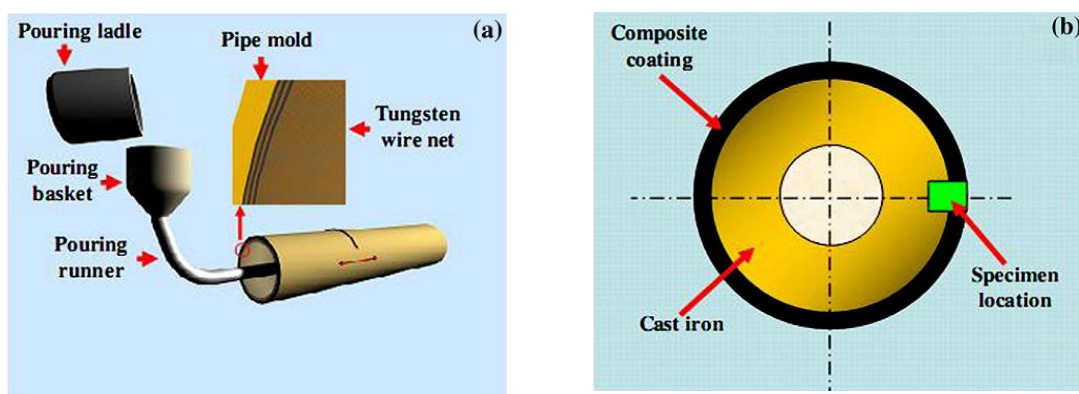 (a)
Pouring ladle
Pipe mold
Tungsten
wire net
Pouring
basket
Pouring
runner
(b)
Composite
coating
Specimen
location
Cast iron